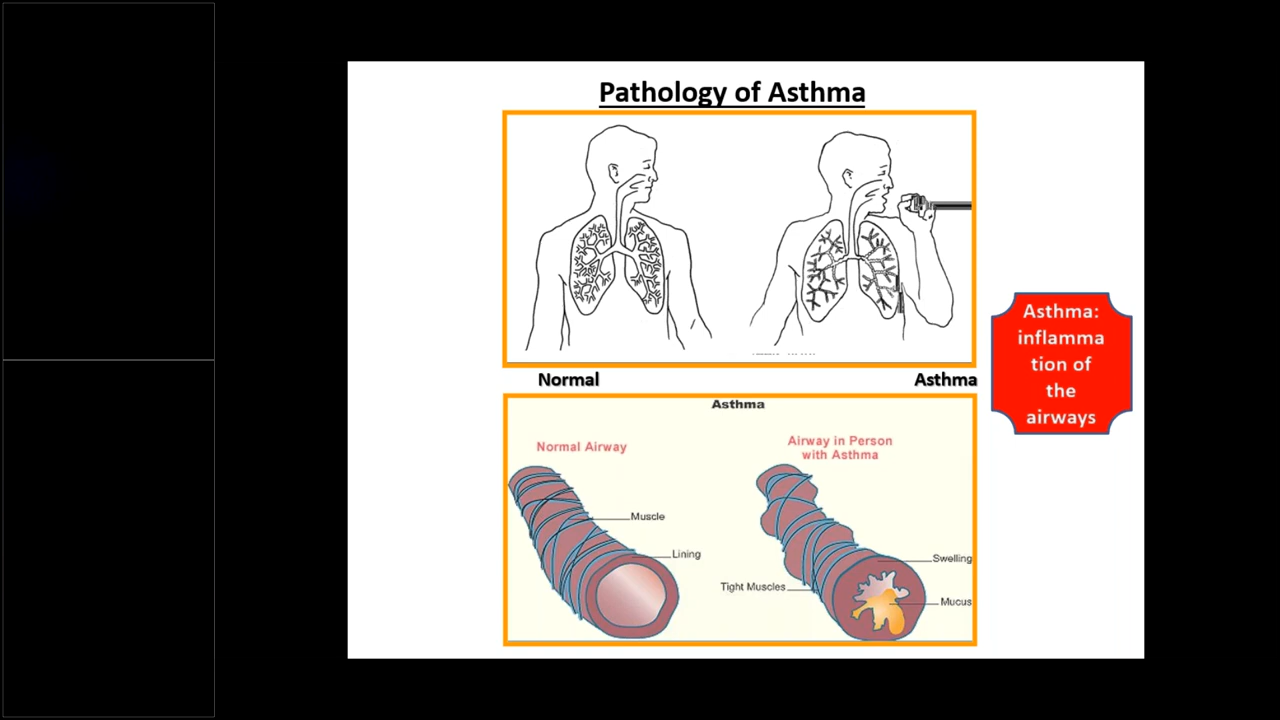 Pathology of Asthma
Normal
Asthma
Asthma:
inflamma
tion of
the
airways
Asthma
Normal Airway
Airway in Person
with Asthma
Muscle
Lining
Swelling
Tight Muscles
Mucus